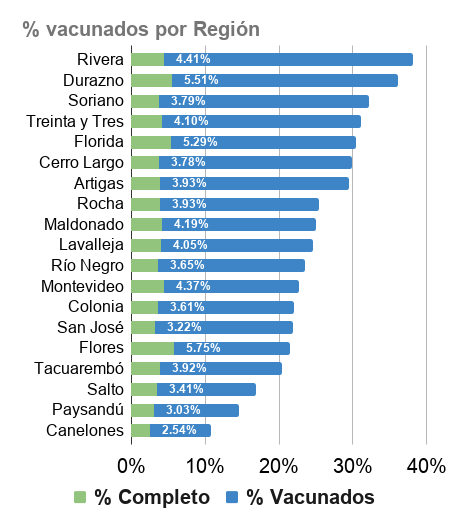 % vacunados por Región
Rivera 4.41%
Durazno 5.51%
Soriano 3.79%
Treinta y Tres 4.10%
Florida 5.29%
Cerro Largo 3.78%
Artigas 3.93%
Rocha 3.93%
Maldonado 4.19%
Lavalleja 4.05%
Río Negro 3.65%
Montevideo 4.37%
Colonia 3.61%
San José 3.22%
Flores 5.75%
Tacuarembó 3.92%
Salto 3.41%
Paysandú 3.03%
Canelones 2.54%
0% 10% 20% 30% 40%
% Completo % Vacunados